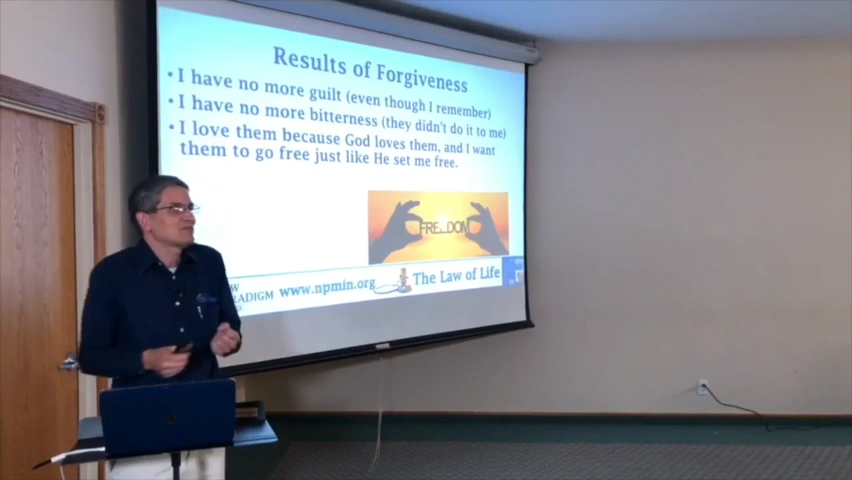 Results of Forgiveness
• I have no more guilt (even though I remember)
• I have no more bitterness (they didn't do it to me)
• I love them because God loves them, and I want
them to go free just like He set me free.
FREEDOM
ADIGM www.npmin.org The Law of Life